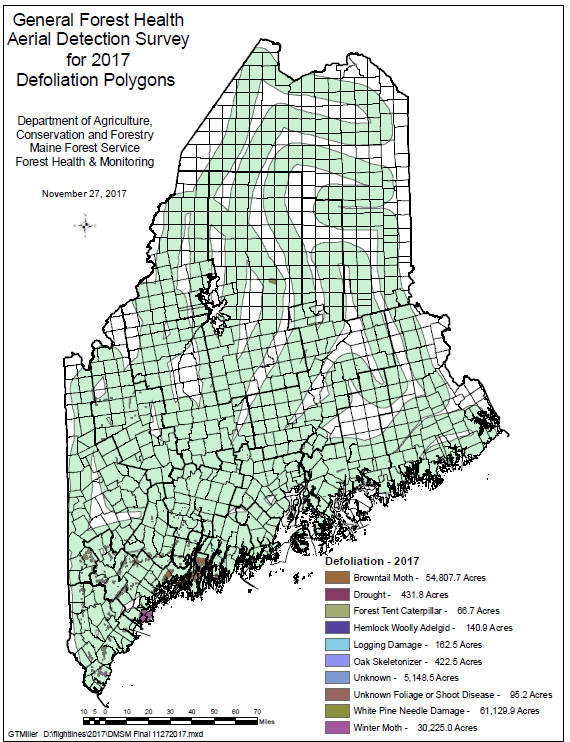 General Forest Health
Aerial Detection Survey
for 2017
Defoliation Polygons
Department of Agriculture,
Conservation and Forestry
Maine Forest Service
Forest Health & Monitoring
November 27, 2017
Defoliation - 2017
Browntail Moth - 54,807.7 Acres
Drought - 431.8 Acres
Forest Tent Caterpillar - 66.7 Acres
Hemlock Woolly Adelgid - 140.9 Acres
Logging Damage - 162.5 Acres
Oak Skeletonizer - 422.5 Acres
Unknown - 5,148.5 Acres
Unknown Foliage or Shoot Disease - 95.2 Acres
White Pine Needle Damage - 61,129.9 Acres
Winter Moth - 30,225.0 Acres
10 5 0 10 20 30 40 50 60 70
Miles
GTMiller D:\flightlines\2017\DMSM Final 11272017.mxd